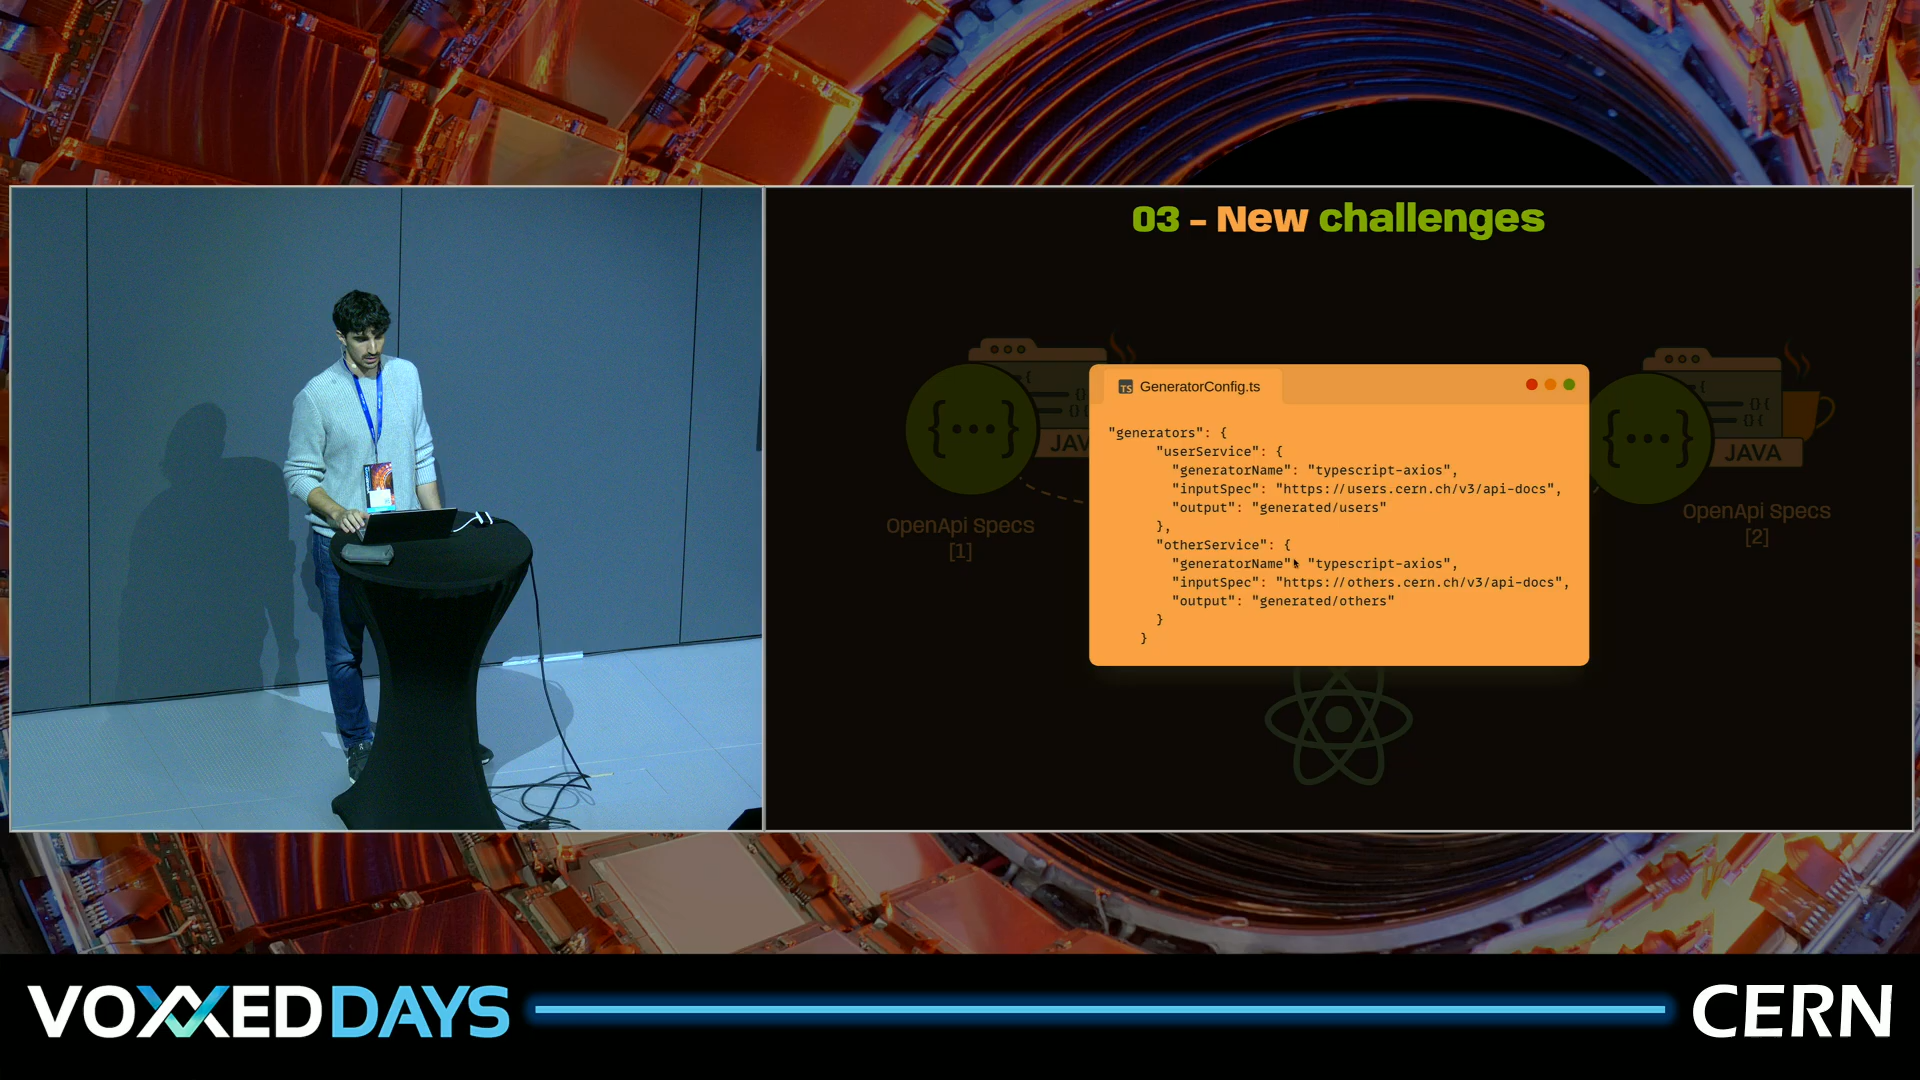 03 - New challenges
TS GeneratorConfig.ts
"generators": {
"userService": {
"generatorName": "typescript-axios",
"inputSpec": "https://users.cern.ch/v3/api-docs",
"output": "generated/users"
},
"otherService": {
"generatorName": "typescript-axios",
"inputSpec": "https://others.cern.ch/v3/api-docs",
"output": "generated/others"
}
}
{...}
JAV
OpenApi Specs
[1]
{...}
JAVA
OpenApi Specs
[2]
VOXXEDDAYS
CERN